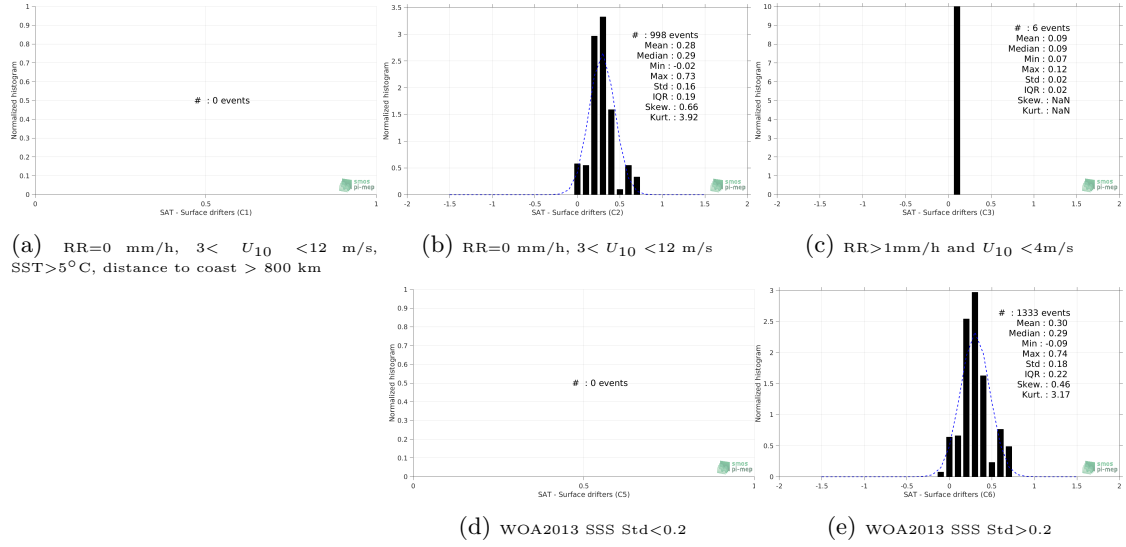 1
0.9
0.8
0.7
0.6
0.5
0.4
0.3
0.2
0.1
0
Normalized histogram
# : 0 events
0 0.5 1
SAT - Surface drifters (C1)
smos
pi-mep
(a) RR=0 mm/h, 3< U10 <12 m/s,
SST>5°C, distance to coast > 800 km
3.5
3
2.5
2
1.5
1
0.5
0
Normalized histogram
# : 998 events
Mean : 0.28
Median : 0.29
Min : -0.02
Max : 0.73
Std : 0.16
IQR : 0.19
Skew. : 0.66
Kurt. : 3.92
-2 -1.5 -1 -0.5 0 0.5 1 1.5 2
SAT - Surface drifters (C2)
smos
pi-mep
(b) RR=0 mm/h, 3< U10 <12 m/s
10
9
8
7
6
5
4
3
2
1
0
Normalized histogram
# : 6 events
Mean : 0.09
Median : 0.09
Min : 0.07
Max : 0.12
Std : 0.02
IQR : 0.02
Skew. : NaN
Kurt. : NaN
-2 -1.5 -1 -0.5 0 0.5 1 1.5 2
SAT - Surface drifters (C3)
smos
pi-mep
(c) RR>1mm/h and U10 <4m/s
1
0.9
0.8
0.7
0.6
0.5
0.4
0.3
0.2
0.1
0
Normalized histogram
# : 0 events
0 0.5 1
SAT - Surface drifters (C5)
smos
pi-mep
(d) WOA2013 SSS Std<0.2
3
2.5
2
1.5
1
0.5
0
Normalized histogram
# : 1333 events
Mean : 0.30
Median : 0.29
Min : -0.09
Max : 0.74
Std : 0.18
IQR : 0.22
Skew. : 0.46
Kurt. : 3.17
-2 -1.5 -1 -0.5 0 0.5 1 1.5 2
SAT - Surface drifters (C6)
smos
pi-mep
(e) WOA2013 SSS Std>0.2